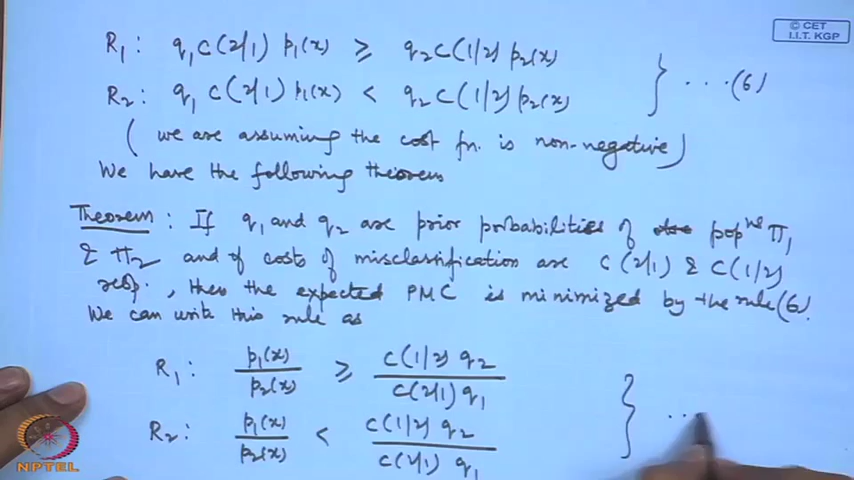 © CET
I.I.T. KGP
R₁ : q₁ C(2/1) p₁(x) ⩾ q₂ C(1/2) p₂(x)
R₂ : q₁ C(2/1) p₁(x) < q₂ C(1/2) p₂(x) } ... (6)
( we are assuming the cost fn. is non-negative )
We have the following theorem
Theorem : If q₁ and q₂ are prior probabilities of popⁿˢ Π₁
& Π₂ and if costs of misclassification are C(2/1) & C(1/2)
resp., then the expected PMC is minimized by the rule (6).
We can write this rule as
R₁ : p₁(x)/p₂(x) ⩾ C(1/2) q₂ / C(2/1) q₁
R₂ : p₁(x)/p₂(x) < C(1/2) q₂ / C(2/1) q₁ } ...
NPTEL